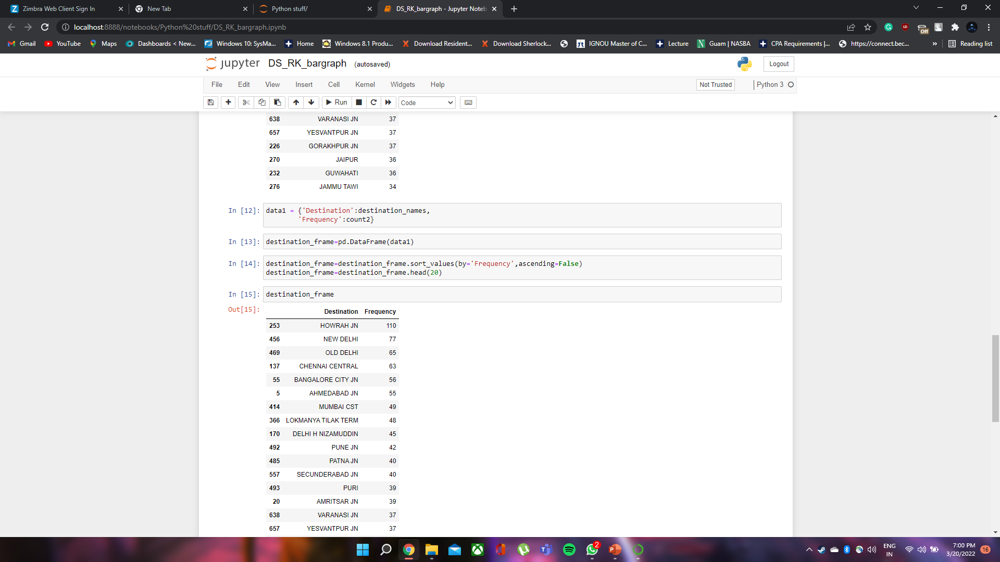 Zimbra Web Client Sign In
New Tab
Python stuff/
DS_RK_bargraph - Jupyter Noteb
localhost:8888/notebooks/Python%20stuff/DS_RK_bargraph.ipynb
Off
Gmail
YouTube
Maps
Dashboards < New...
Windows 10: SysMa...
Home
Windows 8.1 Produ...
Download Resident...
Download Sherlock...
IGNOU Master of C...
Lecture
Guam | NASBA
CPA Requirements |...
https://connect.bec...
»
Reading list
jupyter DS_RK_bargraph (autosaved)
Logout
File Edit View Insert Cell Kernel Widgets Help
Not Trusted
Python 3
Run
Code
638 VARANASI JN 37
657 YESVANTPUR JN 37
226 GORAKHPUR JN 37
270 JAIPUR 36
232 GUWAHATI 36
276 JAMMU TAWI 34
In [12]: data1 = {'Destination':destination_names,
'Frequency':count2}
In [13]: destination_frame=pd.DataFrame(data1)
In [14]: destination_frame=destination_frame.sort_values(by='Frequency',ascending=False)
destination_frame=destination_frame.head(20)
In [15]: destination_frame
Out[15]:
Destination Frequency
253 HOWRAH JN 110
456 NEW DELHI 77
469 OLD DELHI 65
137 CHENNAI CENTRAL 63
55 BANGALORE CITY JN 56
5 AHMEDABAD JN 55
414 MUMBAI CST 49
366 LOKMANYA TILAK TERM 48
170 DELHI H NIZAMUDDIN 45
492 PUNE JN 42
485 PATNA JN 40
557 SECUNDERABAD JN 40
493 PURI 39
20 AMRITSAR JN 39
638 VARANASI JN 37
657 YESVANTPUR JN 37
2
ENG
IN
7:00 PM
3/20/2022
16